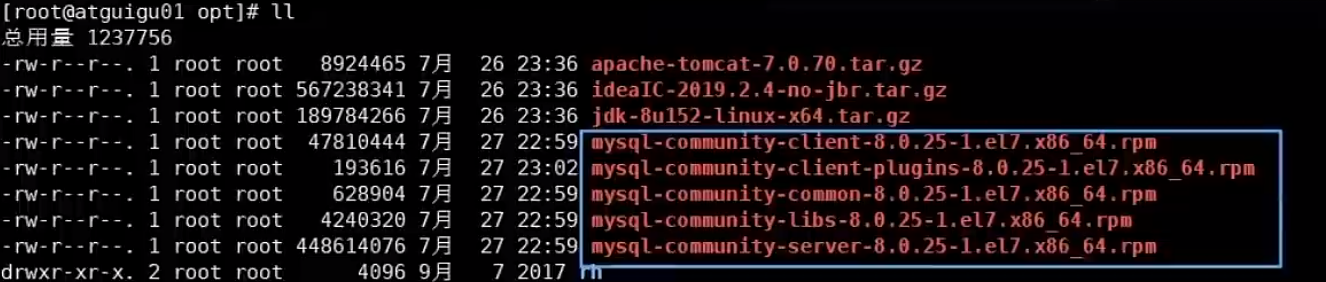 [root@atguigu01 opt]# ll
总用量 1237756
-rw-r--r--. 1 root root   8924465 7月  26 23:36 apache-tomcat-7.0.70.tar.gz
-rw-r--r--. 1 root root 567238341 7月  26 23:36 ideaIC-2019.2.4-no-jbr.tar.gz
-rw-r--r--. 1 root root 189784266 7月  26 23:36 jdk-8u152-linux-x64.tar.gz
-rw-r--r--. 1 root root  47810444 7月  27 22:59 mysql-community-client-8.0.25-1.el7.x86_64.rpm
-rw-r--r--. 1 root root    193616 7月  27 23:02 mysql-community-client-plugins-8.0.25-1.el7.x86_64.rpm
-rw-r--r--. 1 root root    628904 7月  27 22:59 mysql-community-common-8.0.25-1.el7.x86_64.rpm
-rw-r--r--. 1 root root   4240320 7月  27 22:59 mysql-community-libs-8.0.25-1.el7.x86_64.rpm
-rw-r--r--. 1 root root 448614076 7月  27 22:59 mysql-community-server-8.0.25-1.el7.x86_64.rpm
drwxr-xr-x. 2 root root      4096 9月   7 2017 rh